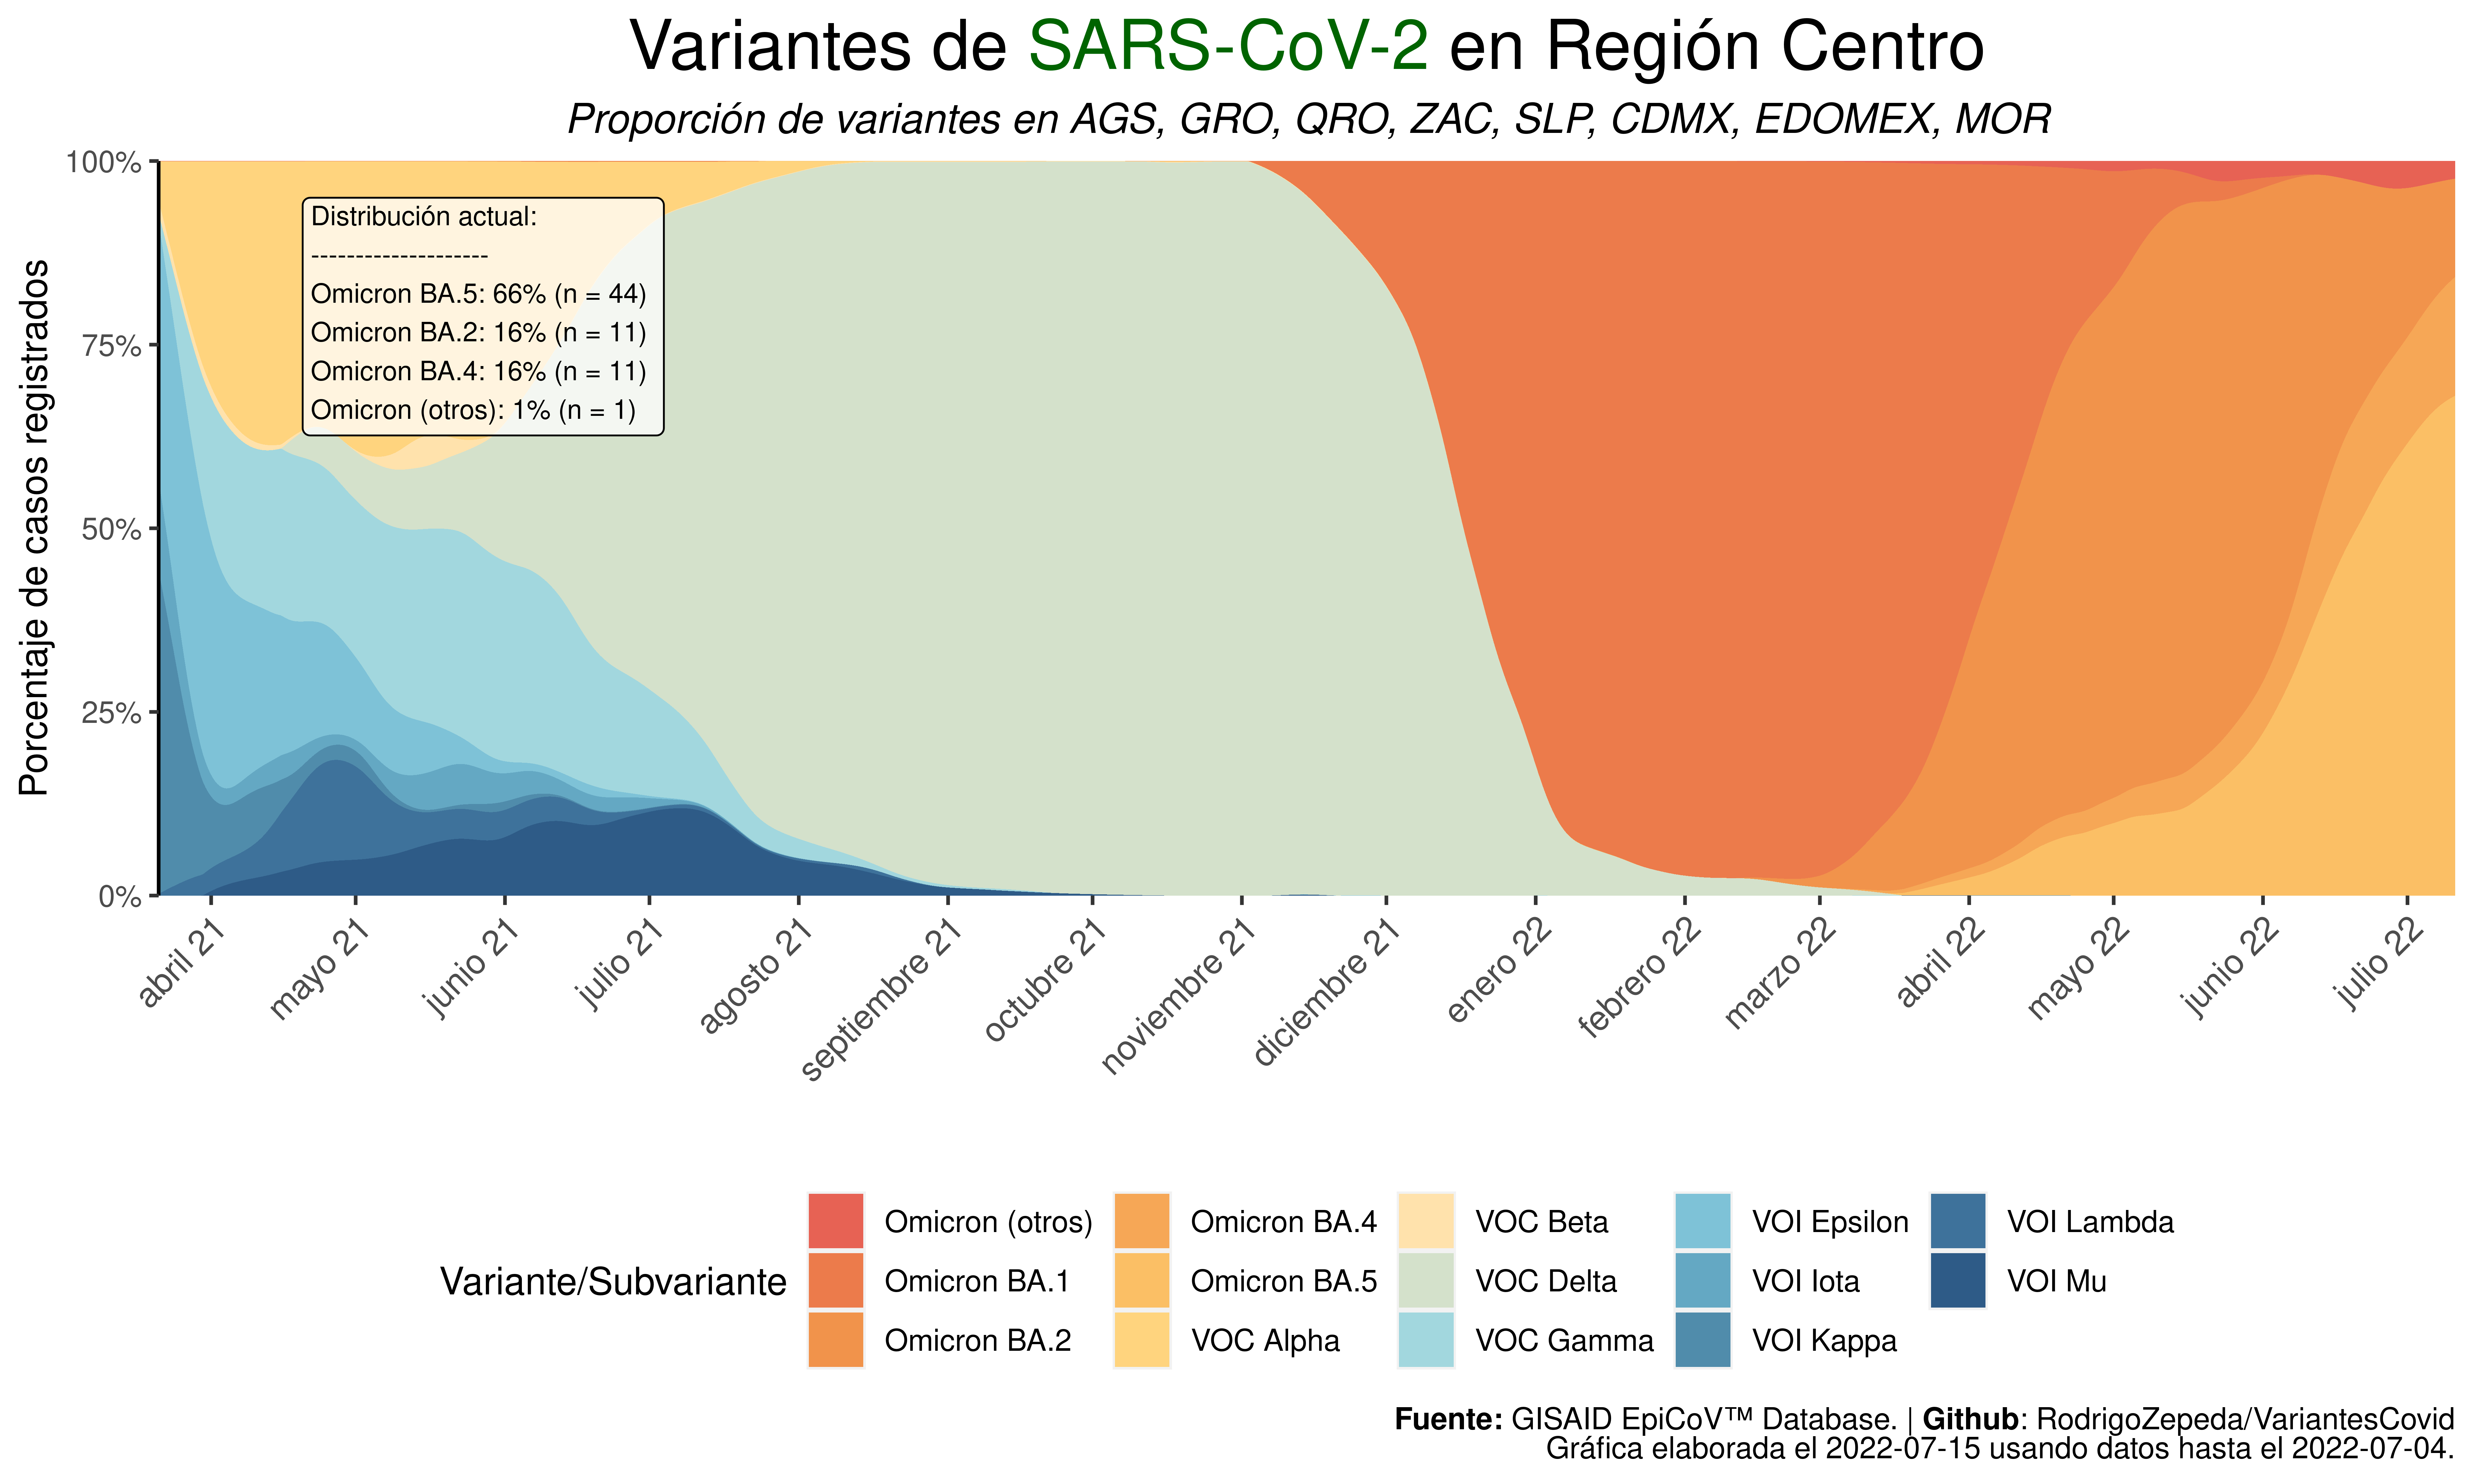 Variantes de SARS-CoV-2 en Región Centro
Proporción de variantes en AGS, GRO, QRO, ZAC, SLP, CDMX, EDOMEX, MOR
Porcentaje de casos registrados
100%
75%
50%
25%
0%
Distribución actual:
--------------------
Omicron BA.5: 66% (n = 44)
Omicron BA.2: 16% (n = 11)
Omicron BA.4: 16% (n = 11)
Omicron (otros): 1% (n = 1)
abril 21
mayo 21
junio 21
julio 21
agosto 21
septiembre 21
octubre 21
noviembre 21
diciembre 21
enero 22
febrero 22
marzo 22
abril 22
mayo 22
junio 22
julio 22
Variante/Subvariante
Omicron (otros)
Omicron BA.1
Omicron BA.2
Omicron BA.4
Omicron BA.5
VOC Alpha
VOC Beta
VOC Delta
VOC Gamma
VOI Epsilon
VOI Iota
VOI Kappa
VOI Lambda
VOI Mu
Fuente: GISAID EpiCoV™ Database. | Github: RodrigoZepeda/VariantesCovid
Gráfica elaborada el 2022-07-15 usando datos hasta el 2022-07-04.